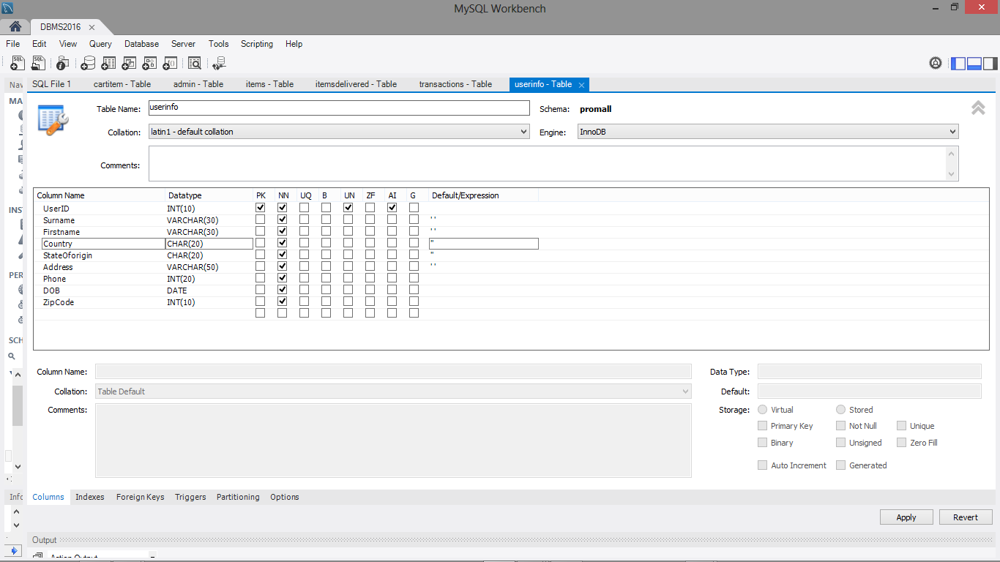 MySQL Workbench
DBMS2016
File Edit View Query Database Server Tools Scripting Help
SQL SQL
Nav SQL File 1 cartitem - Table admin - Table items - Table itemsdelivered - Table transactions - Table userinfo - Table
MA
Table Name: userinfo Schema: promall
Collation: latin1 - default collation Engine: InnoDB
Comments:
Column Name Datatype PK NN UQ B UN ZF AI G Default/Expression
UserID INT(10)
INS
Surname VARCHAR(30) ' '
Firstname VARCHAR(30) ' '
Country CHAR(20) ''
StateOforigin CHAR(20) ''
Address VARCHAR(50) ' '
PER
Phone INT(20)
DOB DATE
ZipCode INT(10)
SCH
Column Name: Data Type:
Collation: Table Default Default:
Comments: Storage: Virtual Stored
Primary Key Not Null Unique
Binary Unsigned Zero Fill
Auto Increment Generated
Info Columns Indexes Foreign Keys Triggers Partitioning Options
Apply Revert
Output
Action Output